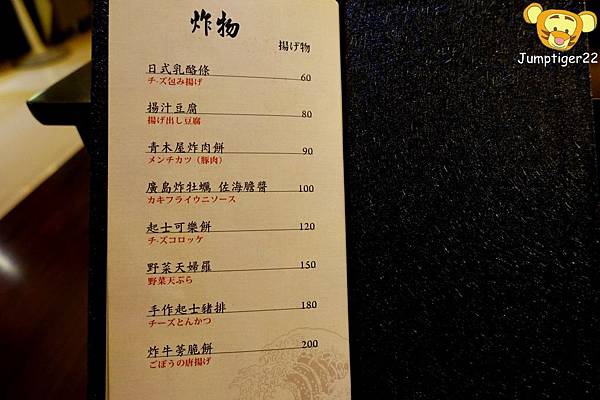 炸物
揚げ物
日式乳酪條 60
チ-ズ包み揚げ
揚汁豆腐 80
揚げ出し豆腐
青木屋炸肉餅 90
メンチカツ（豚肉）
廣島炸牡蠣 佐海膽醬 100
カキフライウニソース
起士可樂餅 120
チ-ズコロッケ
野菜天婦羅 150
野菜天ぷら
手作起士豬排 180
チーズとんかつ
炸牛蒡脆餅 200
ごぼうの唐揚げ
Jumptiger22